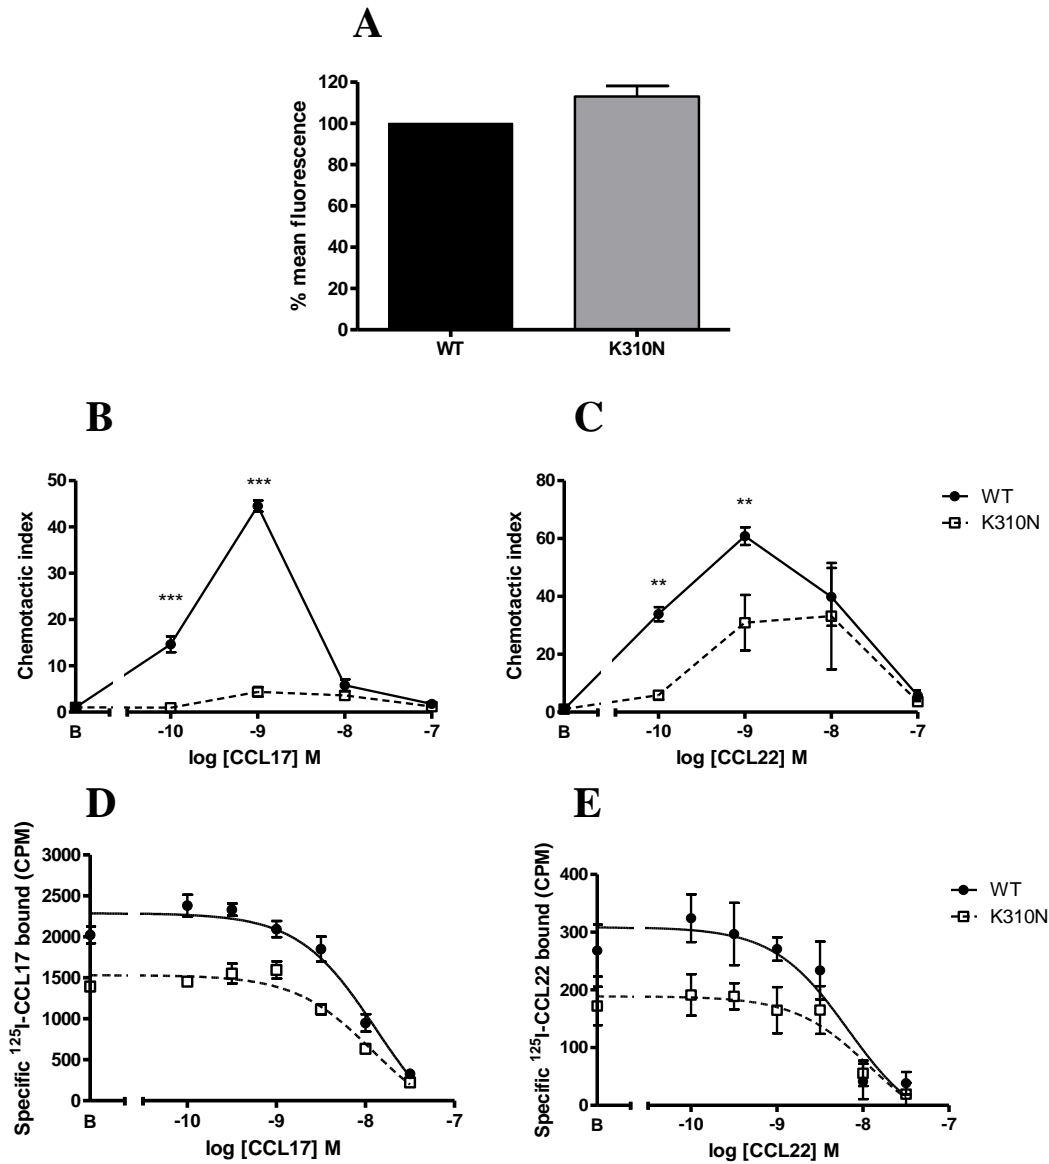 A
% mean fluorescence
120
100
80
60
40
20
0
WT
K310N
B
Chemotactic index
50
40
30
20
10
0
***
***
B
-10
-9
-8
-7
log [CCL17] M
C
Chemotactic index
80
60
40
20
0
**
**
B
-10
-9
-8
-7
log [CCL22] M
WT
K310N
D
Specific ¹²⁵I-CCL17 bound (CPM)
3000
2500
2000
1500
1000
500
0
B
-10
-9
-8
-7
log [CCL17] M
E
Specific ¹²⁵I-CCL22 bound (CPM)
400
300
200
100
0
B
-10
-9
-8
-7
log [CCL22] M
WT
K310N